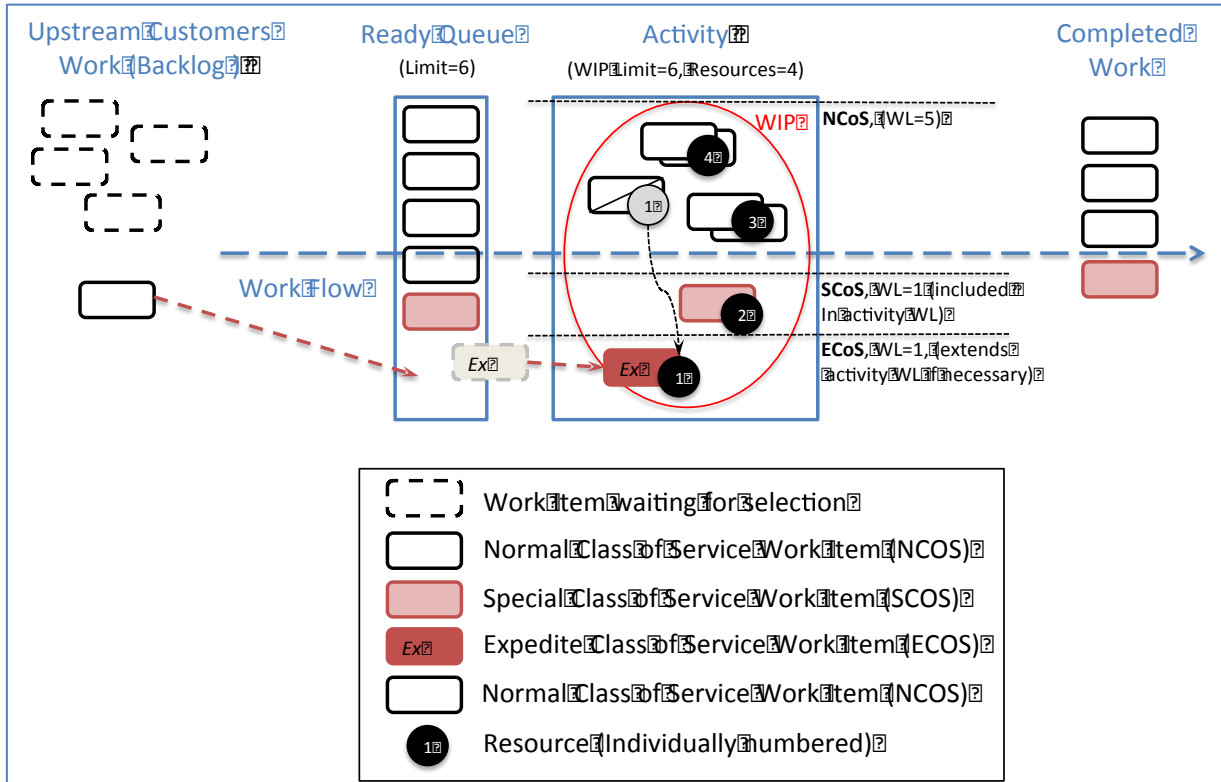 Upstream Customers
Work (Backlog)
Ready Queue
(Limit=6)
Activity
(WIP Limit=6, Resources=4)
Completed
Work
WIP
NCoS, (WL=5)
4
1
3
Work Flow
SCoS, WL=1 (included
In activity WL)
2
ECoS, WL=1, (extends
activity WL if necessary)
Ex
Ex
1
Work Item waiting for selection
Normal Class of Service Work Item (NCOS)
Special Class of Service Work Item (SCOS)
Ex
Expedite Class of Service Work Item (ECOS)
Normal Class of Service Work Item (NCOS)
1
Resource (Individually numbered)